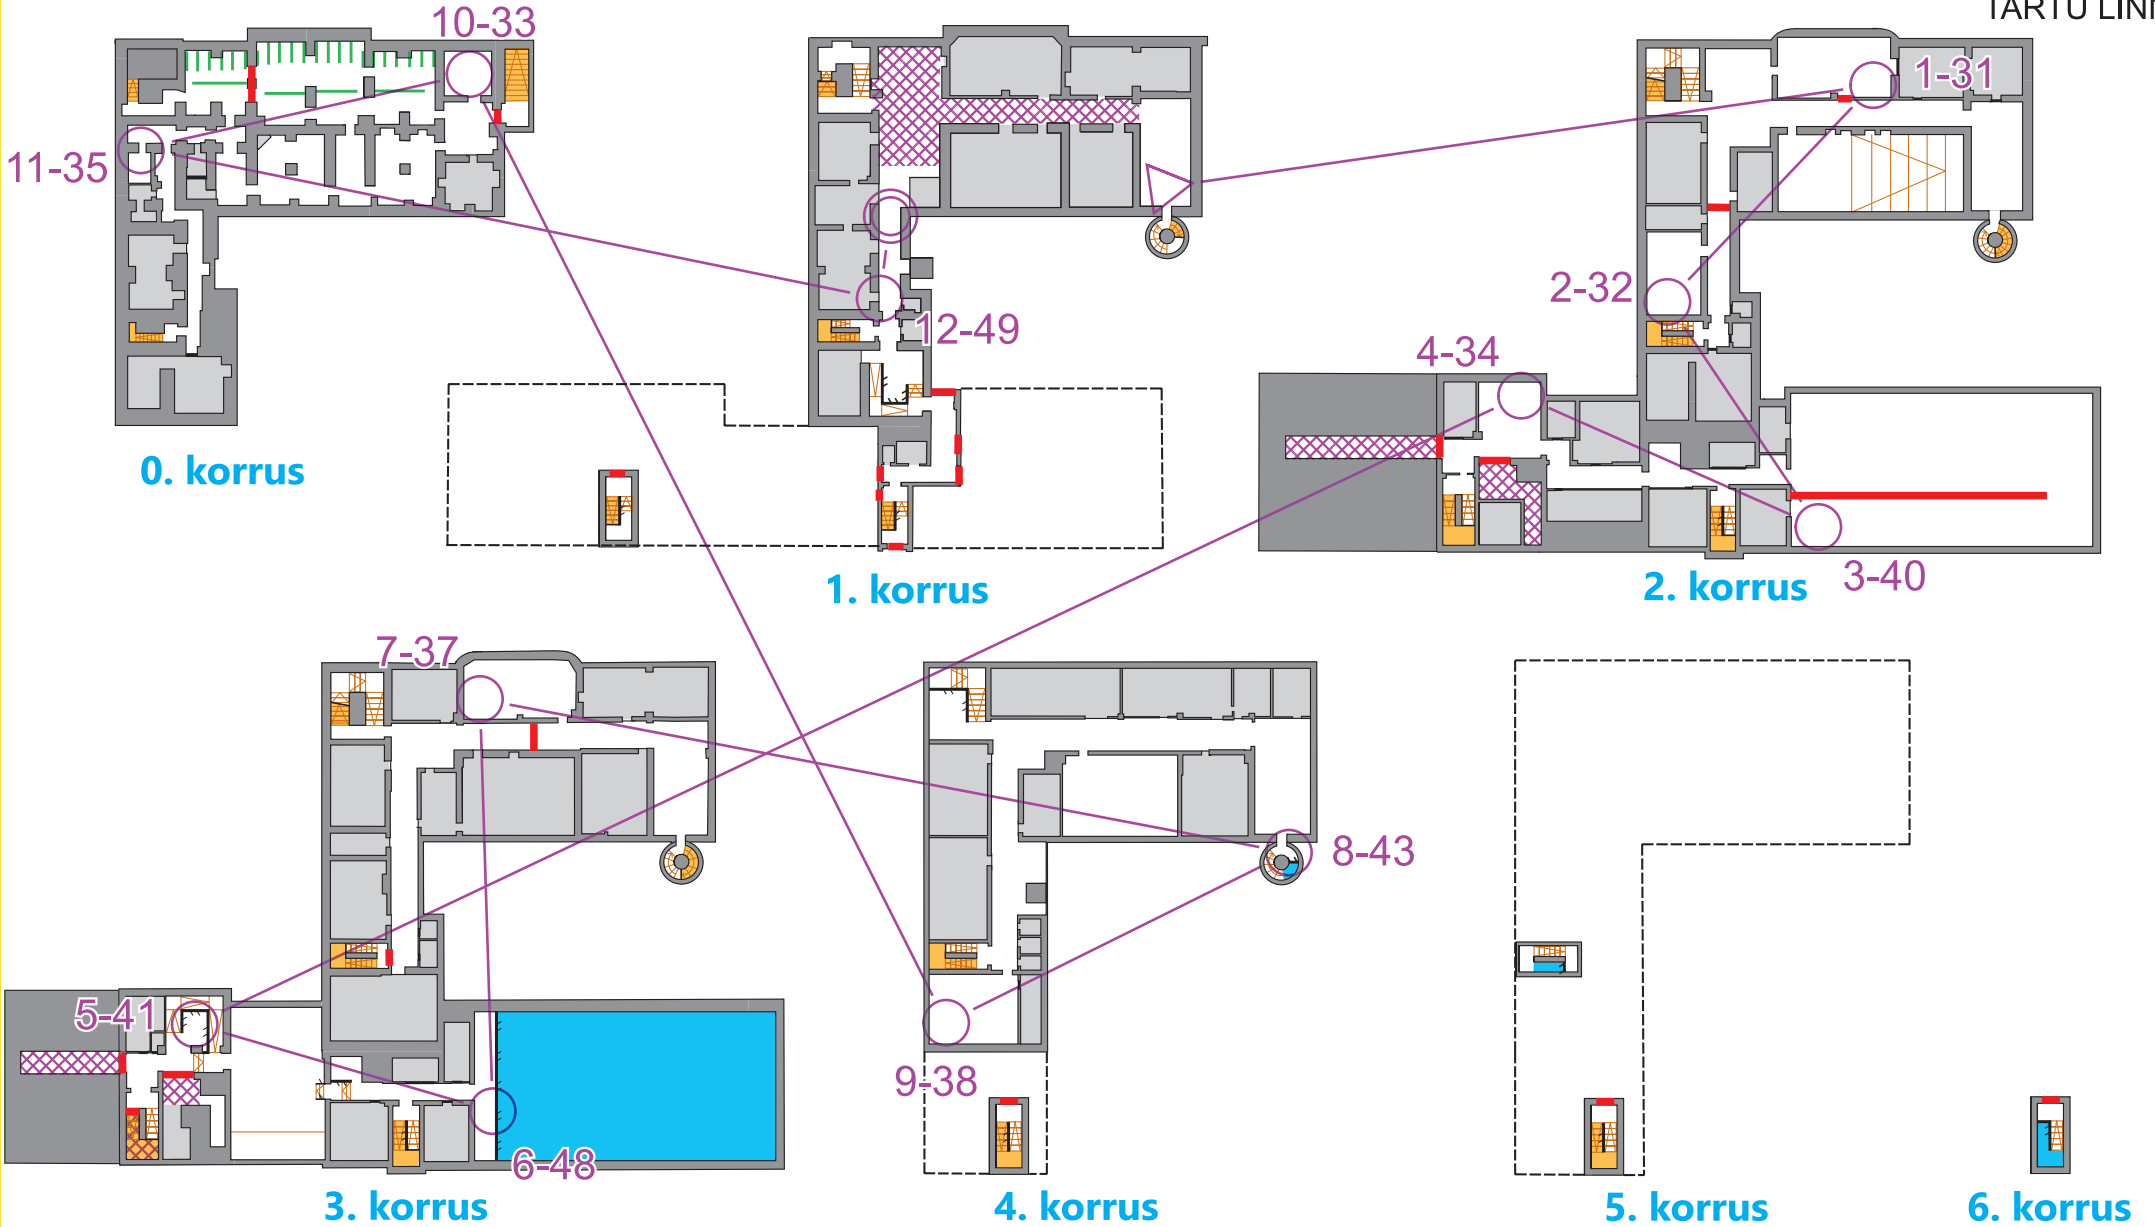 TARTU LINN
10-33
11-35
0. korrus
12-49
1. korrus
1-31
2-32
4-34
3-40
2. korrus
7-37
5-41
6-48
3. korrus
8-43
9-38
4. korrus
5. korrus
6. korrus